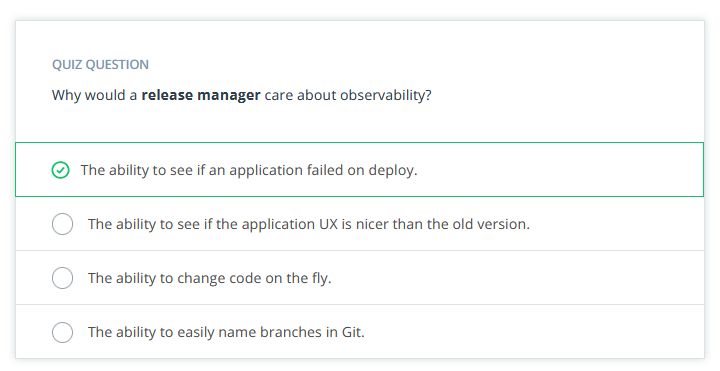 QUIZ QUESTION
Why would a release manager care about observability?
The ability to see if an application failed on deploy.
The ability to see if the application UX is nicer than the old version.
The ability to change code on the fly.
The ability to easily name branches in Git.